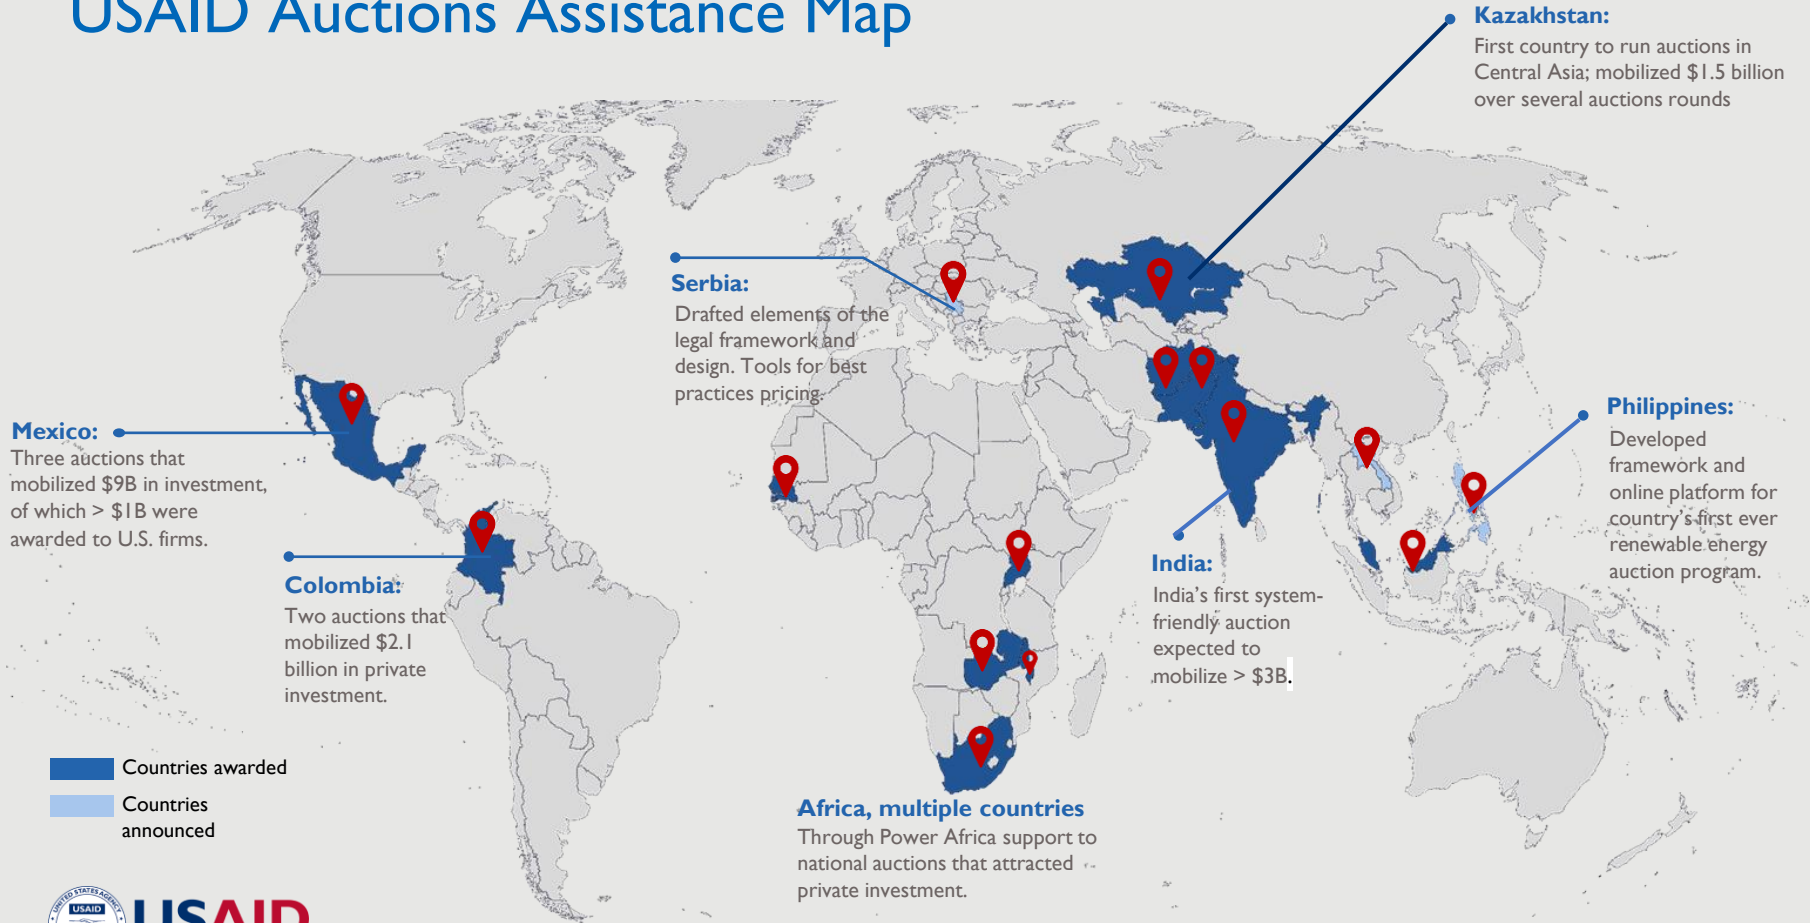 USAID Auctions Assistance Map
Kazakhstan:
First country to run auctions in
Central Asia; mobilized $1.5 billion
over several auctions rounds
Serbia:
Drafted elements of the
legal framework and
design. Tools for best
practices pricing.
Mexico:
Three auctions that
mobilized $9B in investment,
of which > $1B were
awarded to U.S. firms.
Colombia:
Two auctions that
mobilized $2.1
billion in private
investment.
Philippines:
Developed
framework and
online platform for
country's first ever
renewable energy
auction program.
India:
India's first system-
friendly auction
expected to
mobilize > $3B.
Africa, multiple countries
Through Power Africa support to
national auctions that attracted
private investment.
Countries awarded
Countries
announced
UNITED STATES AGENCY
USAID
USAID